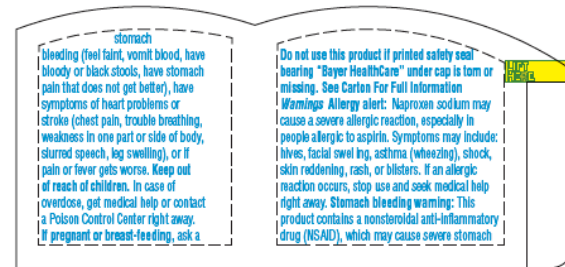 stomach
bleeding (feel faint, vomit blood, have
bloody or black stools, have stomach
pain that does not get better), have
symptoms of heart problems or
stroke (chest pain, trouble breathing,
weakness in one part or side of body,
slurred speech, leg swelling), or if
pain or fever gets worse. Keep out
of reach of children. In case of
overdose, get medical help or contact
a Poison Control Center right away.
If pregnant or breast-feeding, ask a
Do not use this product if printed safety seal
bearing "Bayer HealthCare" under cap is torn or
missing. See Carton For Full Information
Warnings Allergy alert: Naproxen sodium may
cause a severe allergic reaction, especially in
people allergic to aspirin. Symptoms may include:
hives, facial swel ing, asthma (wheezing), shock,
skin reddening, rash, or blisters. If an allergic
reaction occurs, stop use and seek medical help
right away. Stomach bleeding warning: This
product contains a nonsteroidal anti-inflammatory
drug (NSAID), which may cause severe stomach
LIFT
HERE